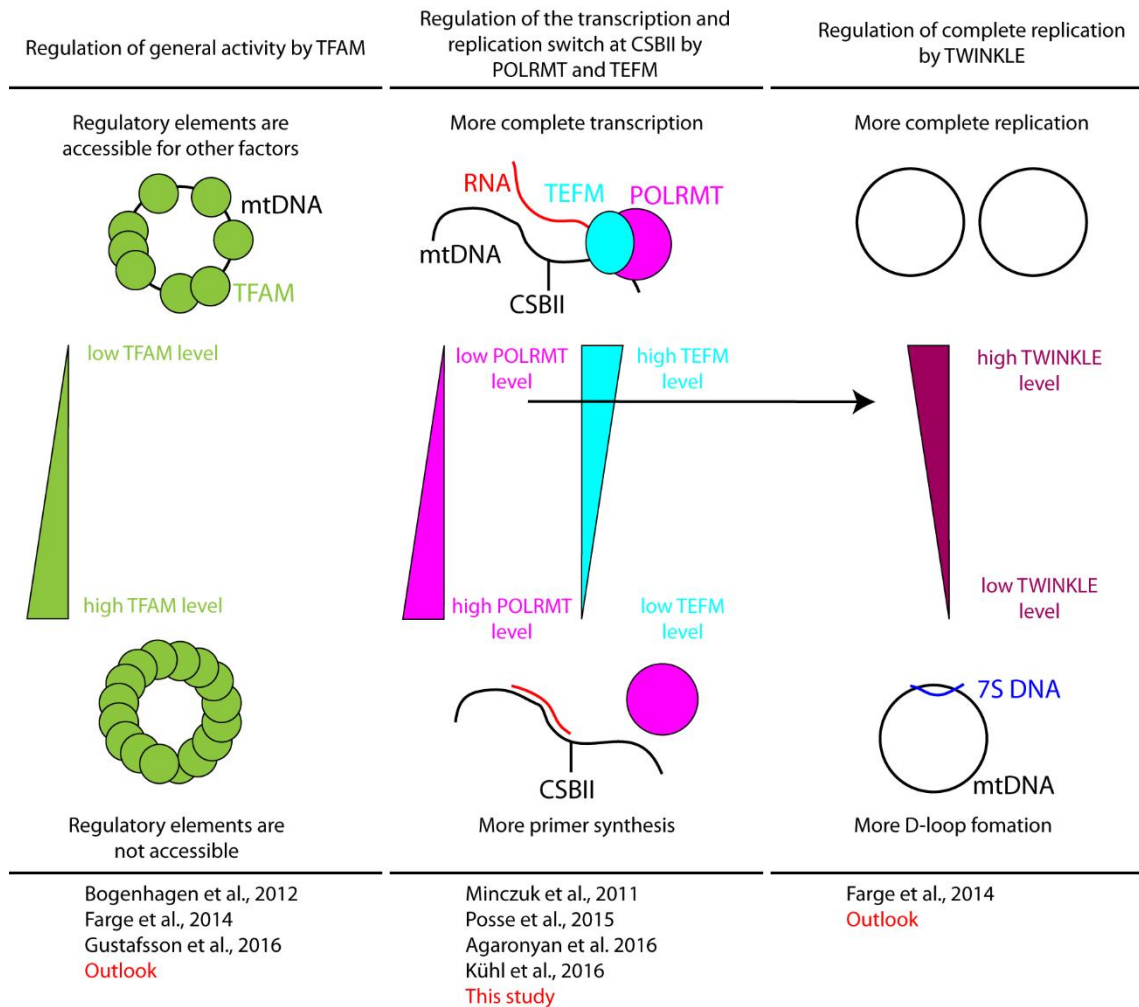 Regulation of general activity by TFAM
Regulation of the transcription and
replication switch at CSBII by
POLRMT and TEFM
Regulation of complete replication
by TWINKLE
Regulatory elements are
accessible for other factors
mtDNA
TFAM
low TFAM level
high TFAM level
Regulatory elements are
not accessible
Bogenhagen et al., 2012
Farge et al., 2014
Gustafsson et al., 2016
Outlook
More complete transcription
RNA
TEFM
POLRMT
mtDNA
CSBII
low POLRMT
level
high TEFM
level
high POLRMT
level
low TEFM
level
CSBII
More primer synthesis
Minczuk et al., 2011
Posse et al., 2015
Agaronyan et al. 2016
Kühl et al., 2016
This study
More complete replication
high TWINKLE
level
low TWINKLE
level
7S DNA
mtDNA
More D-loop fomation
Farge et al., 2014
Outlook